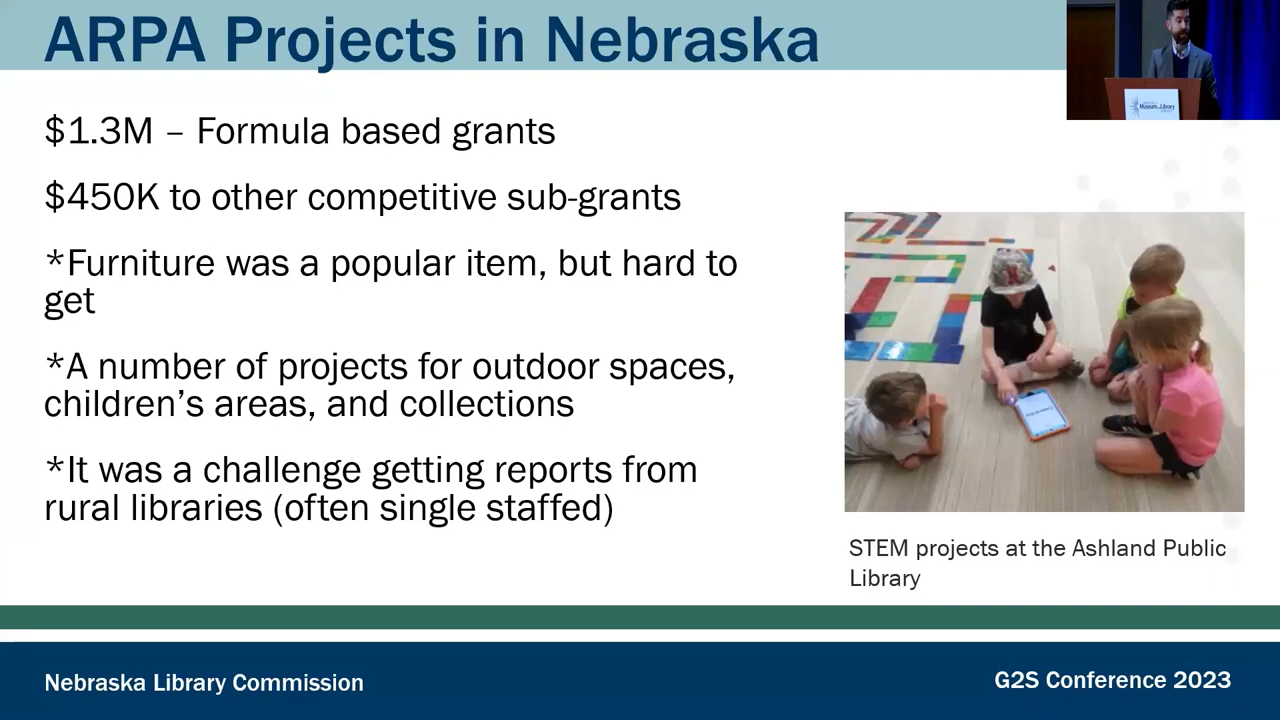 ARPA Projects in Nebraska
$1.3M – Formula based grants
$450K to other competitive sub-grants
*Furniture was a popular item, but hard to
get
*A number of projects for outdoor spaces,
children's areas, and collections
*It was a challenge getting reports from
rural libraries (often single staffed)
Museum and Library
STEM projects at the Ashland Public
Library
Nebraska Library Commission
G2S Conference 2023